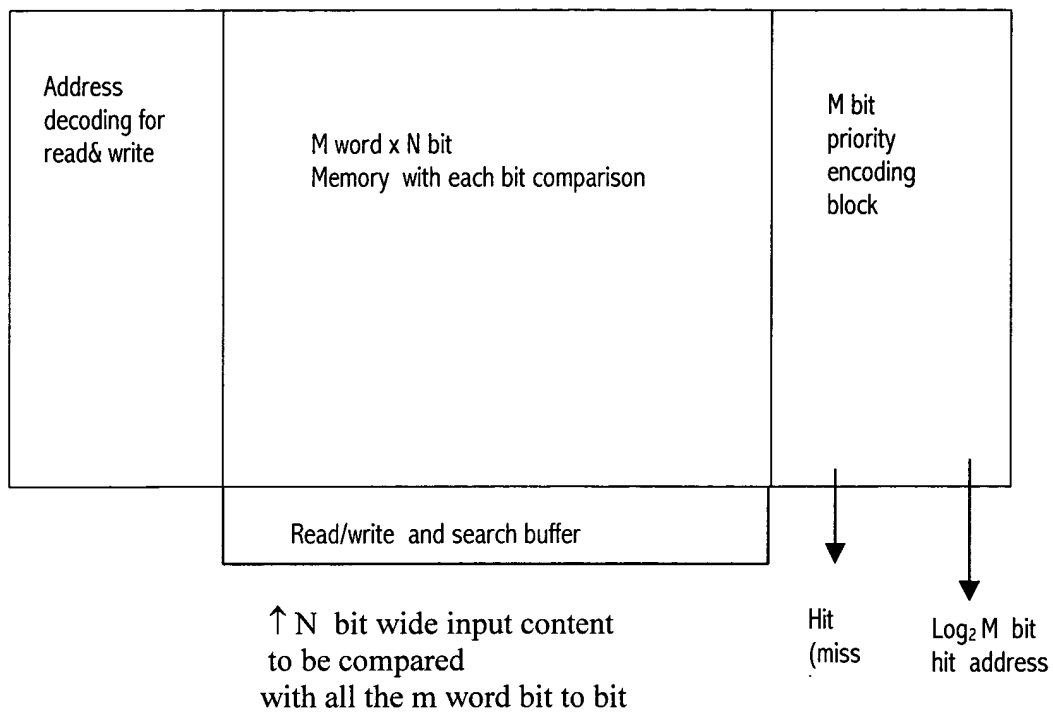 Address
decoding for
read& write
M word x N bit
Memory with each bit comparison
M bit
priority
encoding
block
Read/write and search buffer
↑ N bit wide input content
to be compared
with all the m word bit to bit
Hit
(miss
Log₂ M bit
hit address